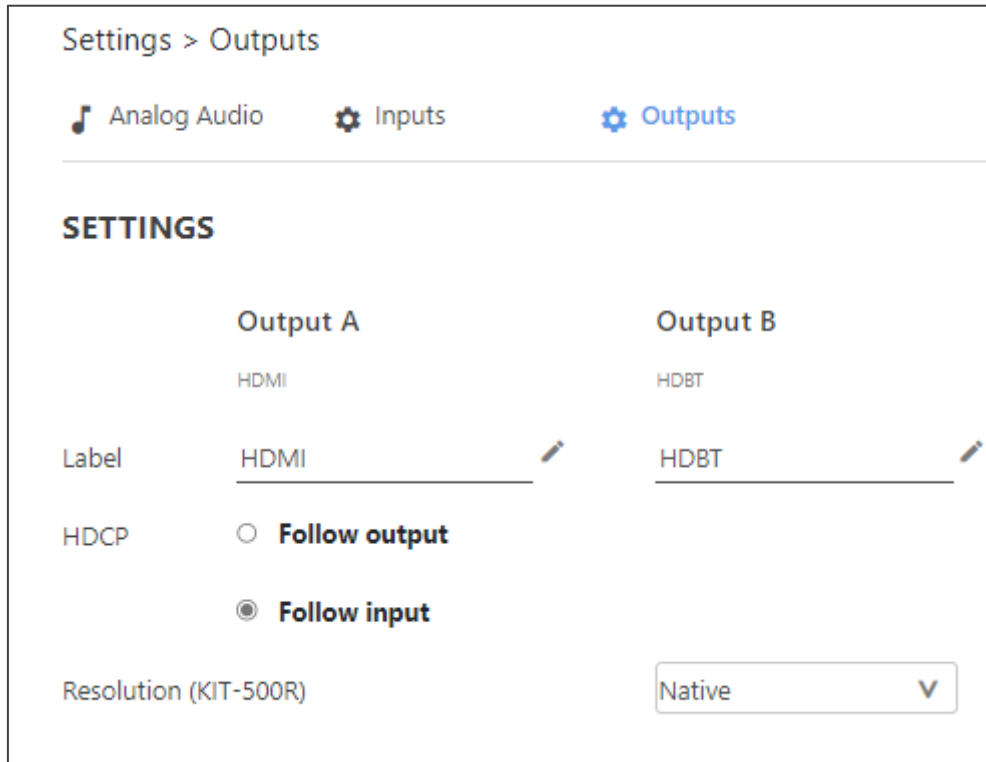 Settings > Outputs
Analog Audio Inputs Outputs
SETTINGS
Output A Output B
HDMI HDBT
Label HDMI HDBT
HDCP Follow output
Follow input
Resolution (KIT-500R) Native